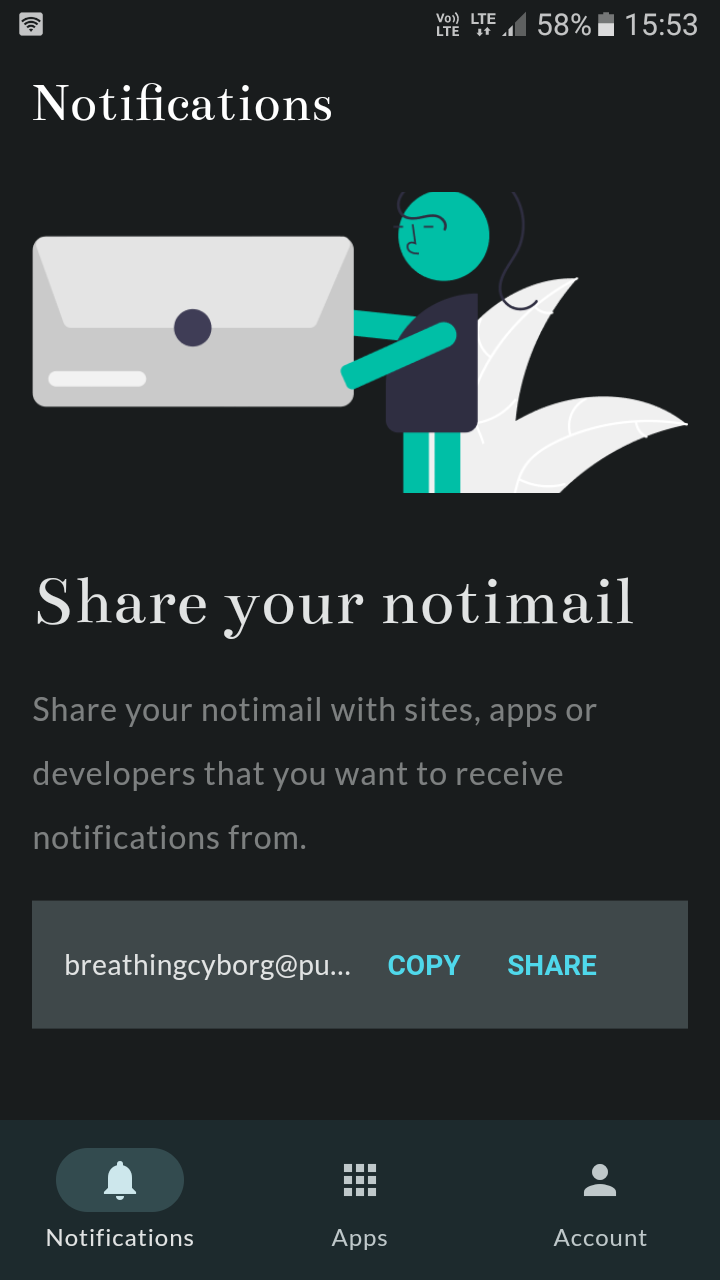 Vo)) LTE LTE 58% 15:53
Notifications
Share your notimail
Share your notimail with sites, apps or
developers that you want to receive
notifications from.
breathingcyborg@pu... COPY SHARE
Notifications Apps Account